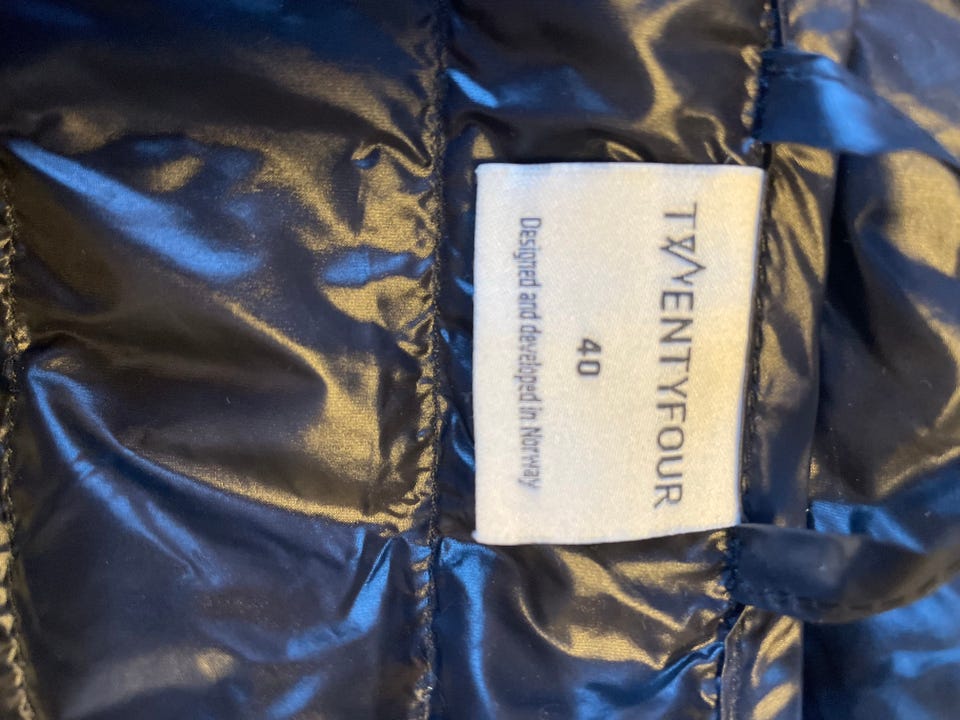 TWENTYFOUR
40
Designed and developed in Norway